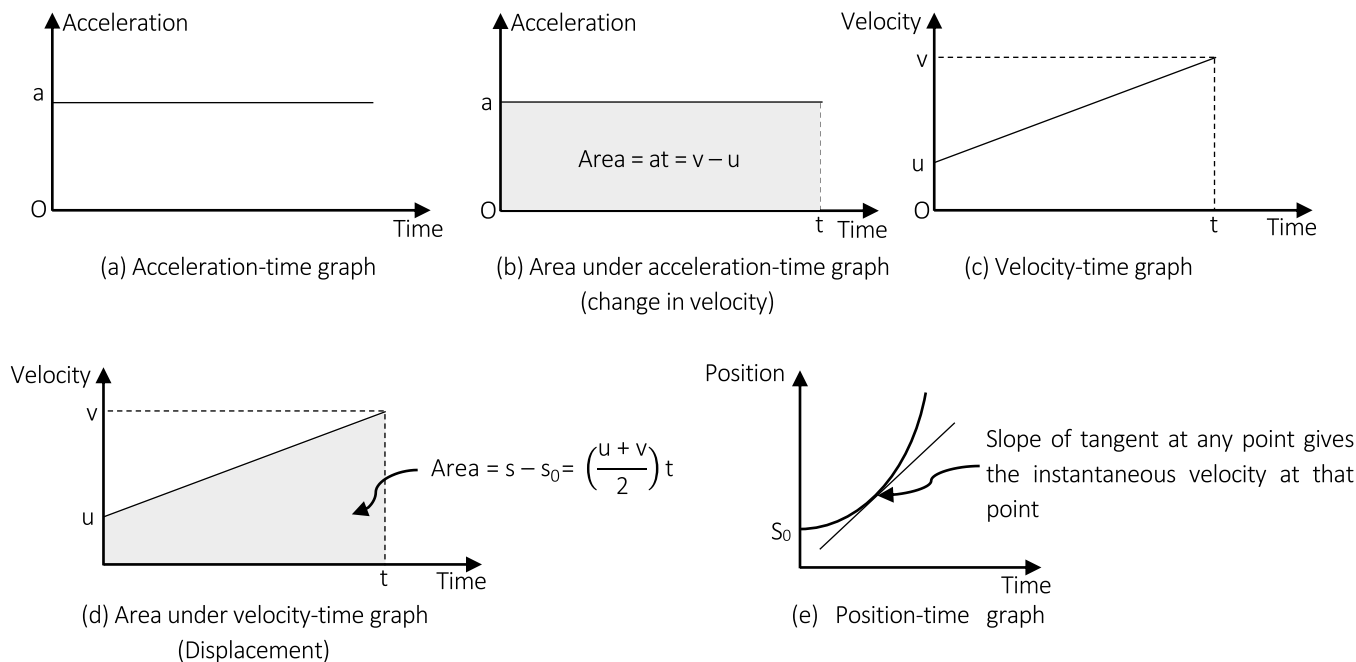 Acceleration
a
O
Time
(a) Acceleration-time graph
Acceleration
a
Area = at = v – u
O
t
Time
(b) Area under acceleration-time graph
(change in velocity)
Velocity
v
u
O
t
Time
(c) Velocity-time graph
Velocity
v
u
Area = s – s₀= (u + v / 2) t
t
Time
(d) Area under velocity-time graph
(Displacement)
Position
S₀
Slope of tangent at any point gives
the instantaneous velocity at that
point
Time
(e) Position-time graph